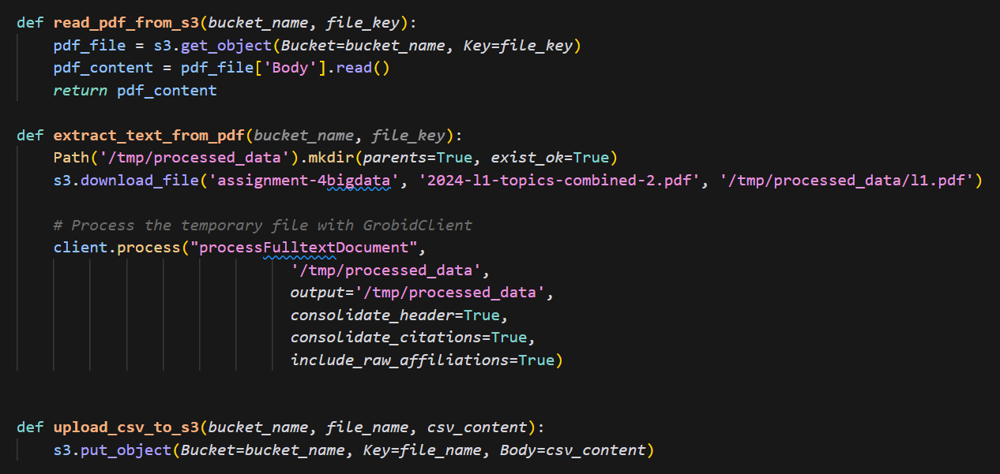 def read_pdf_from_s3(bucket_name, file_key):
    pdf_file = s3.get_object(Bucket=bucket_name, Key=file_key)
    pdf_content = pdf_file['Body'].read()
    return pdf_content

def extract_text_from_pdf(bucket_name, file_key):
    Path('/tmp/processed_data').mkdir(parents=True, exist_ok=True)
    s3.download_file('assignment-4bigdata', '2024-l1-topics-combined-2.pdf', '/tmp/processed_data/l1.pdf')

    # Process the temporary file with GrobidClient
    client.process("processFulltextDocument",
                              '/tmp/processed_data',
                              output='/tmp/processed_data',
                              consolidate_header=True,
                              consolidate_citations=True,
                              include_raw_affiliations=True)


def upload_csv_to_s3(bucket_name, file_name, csv_content):
    s3.put_object(Bucket=bucket_name, Key=file_name, Body=csv_content)